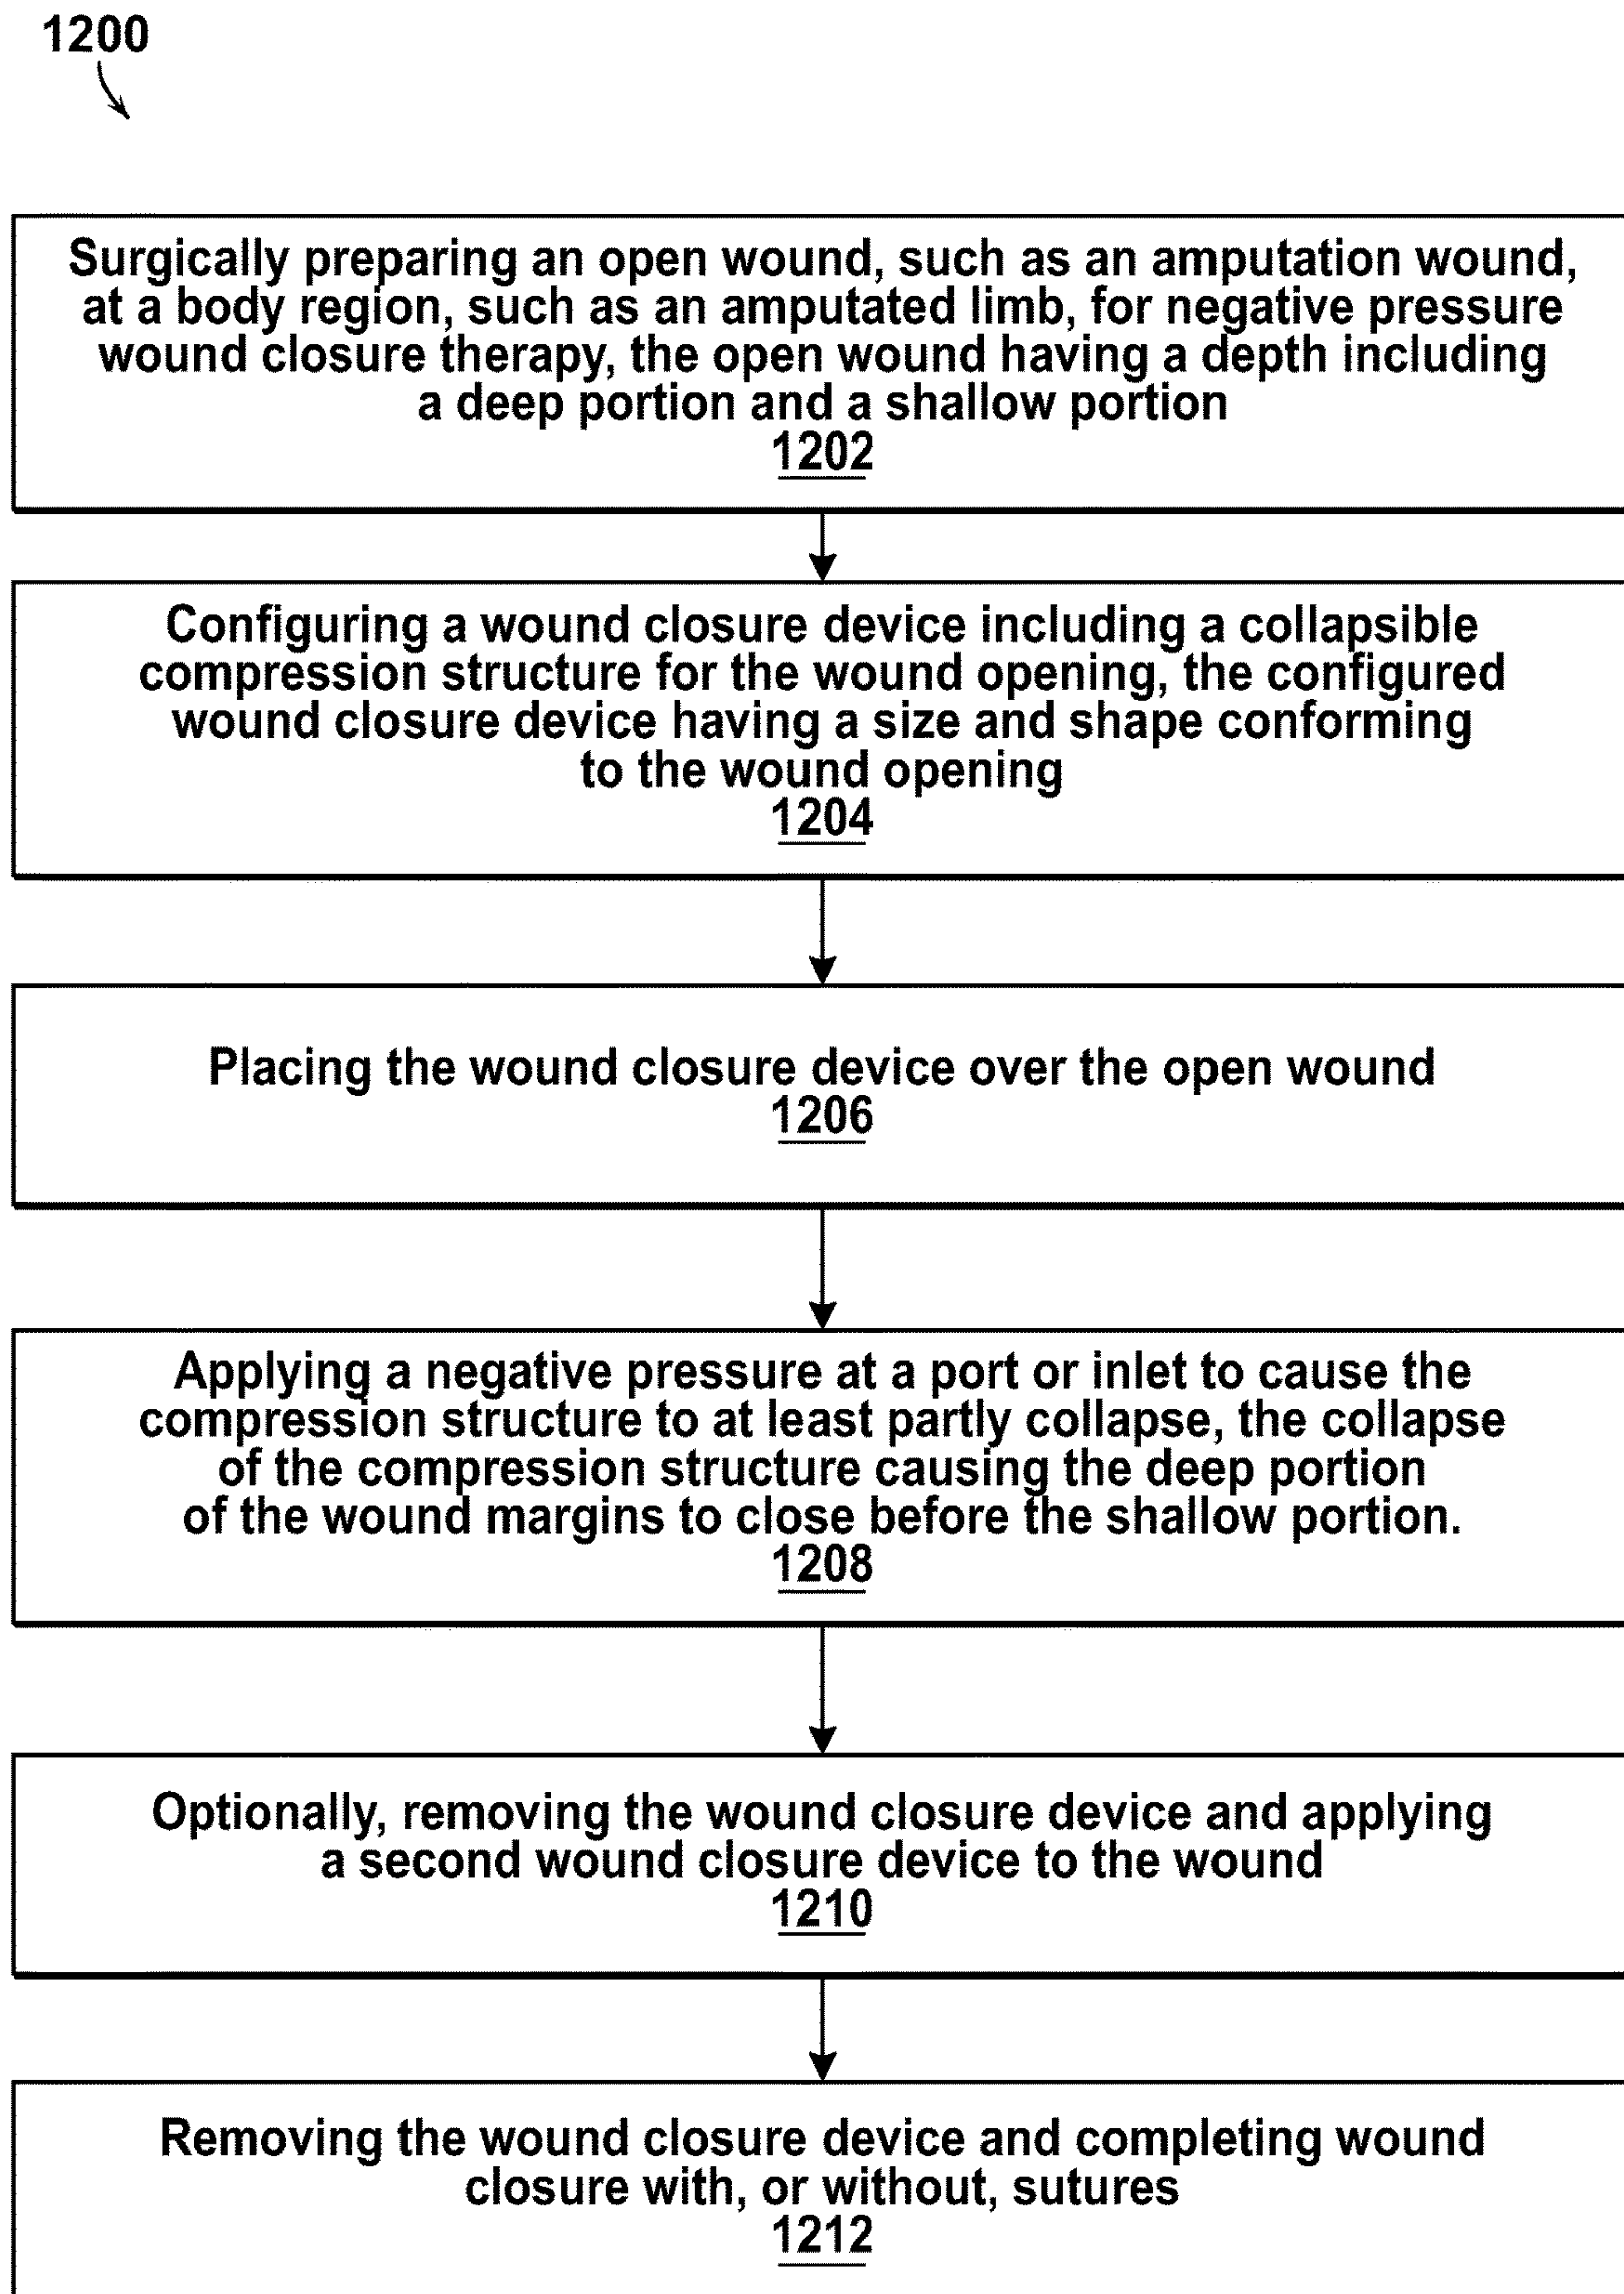 1200
Surgically preparing an open wound, such as an amputation wound,
at a body region, such as an amputated limb, for negative pressure
wound closure therapy, the open wound having a depth including
a deep portion and a shallow portion
1202
Configuring a wound closure device including a collapsible
compression structure for the wound opening, the configured
wound closure device having a size and shape conforming
to the wound opening
1204
Placing the wound closure device over the open wound
1206
Applying a negative pressure at a port or inlet to cause the
compression structure to at least partly collapse, the collapse
of the compression structure causing the deep portion
of the wound margins to close before the shallow portion.
1208
Optionally, removing the wound closure device and applying
a second wound closure device to the wound
1210
Removing the wound closure device and completing wound
closure with, or without, sutures
1212